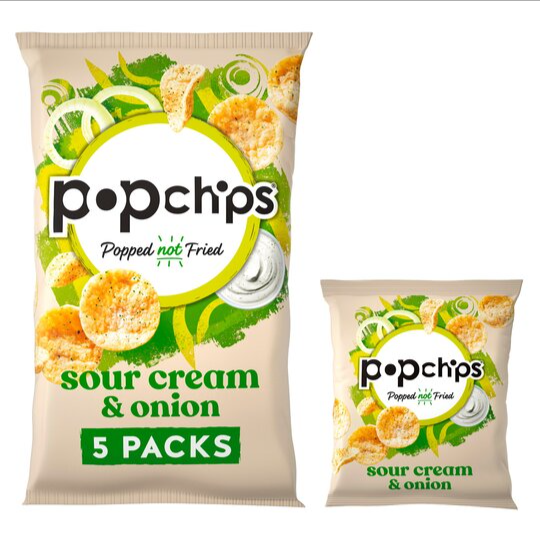 popchips
Popped not Fried
sour cream
& onion
5 PACKS
popchips
Popped not Fried
sour cream
& onion